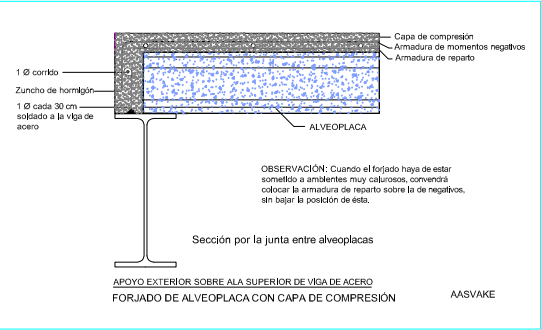 Capa de compresión
Armadura de momentos negativos
Armadura de reparto
1 Ø corrido
Zuncho de hormigón
1 Ø cada 30 cm
soldado a la viga de
acero
ALVEOPLACA
OBSERVACIÓN: Cuando el forjado haya de estar
sometido a ambientes muy calurosos, convendrá
colocar la armadura de reparto sobre la de negativos,
sin bajar la posición de ésta.
Sección por la junta entre alveoplacas
APOYO EXTERIOR SOBRE ALA SUPERIOR DE VÍGA DE ACERO
FORJADO DE ALVEOPLACA CON CAPA DE COMPRESIÓN
AASVAKE